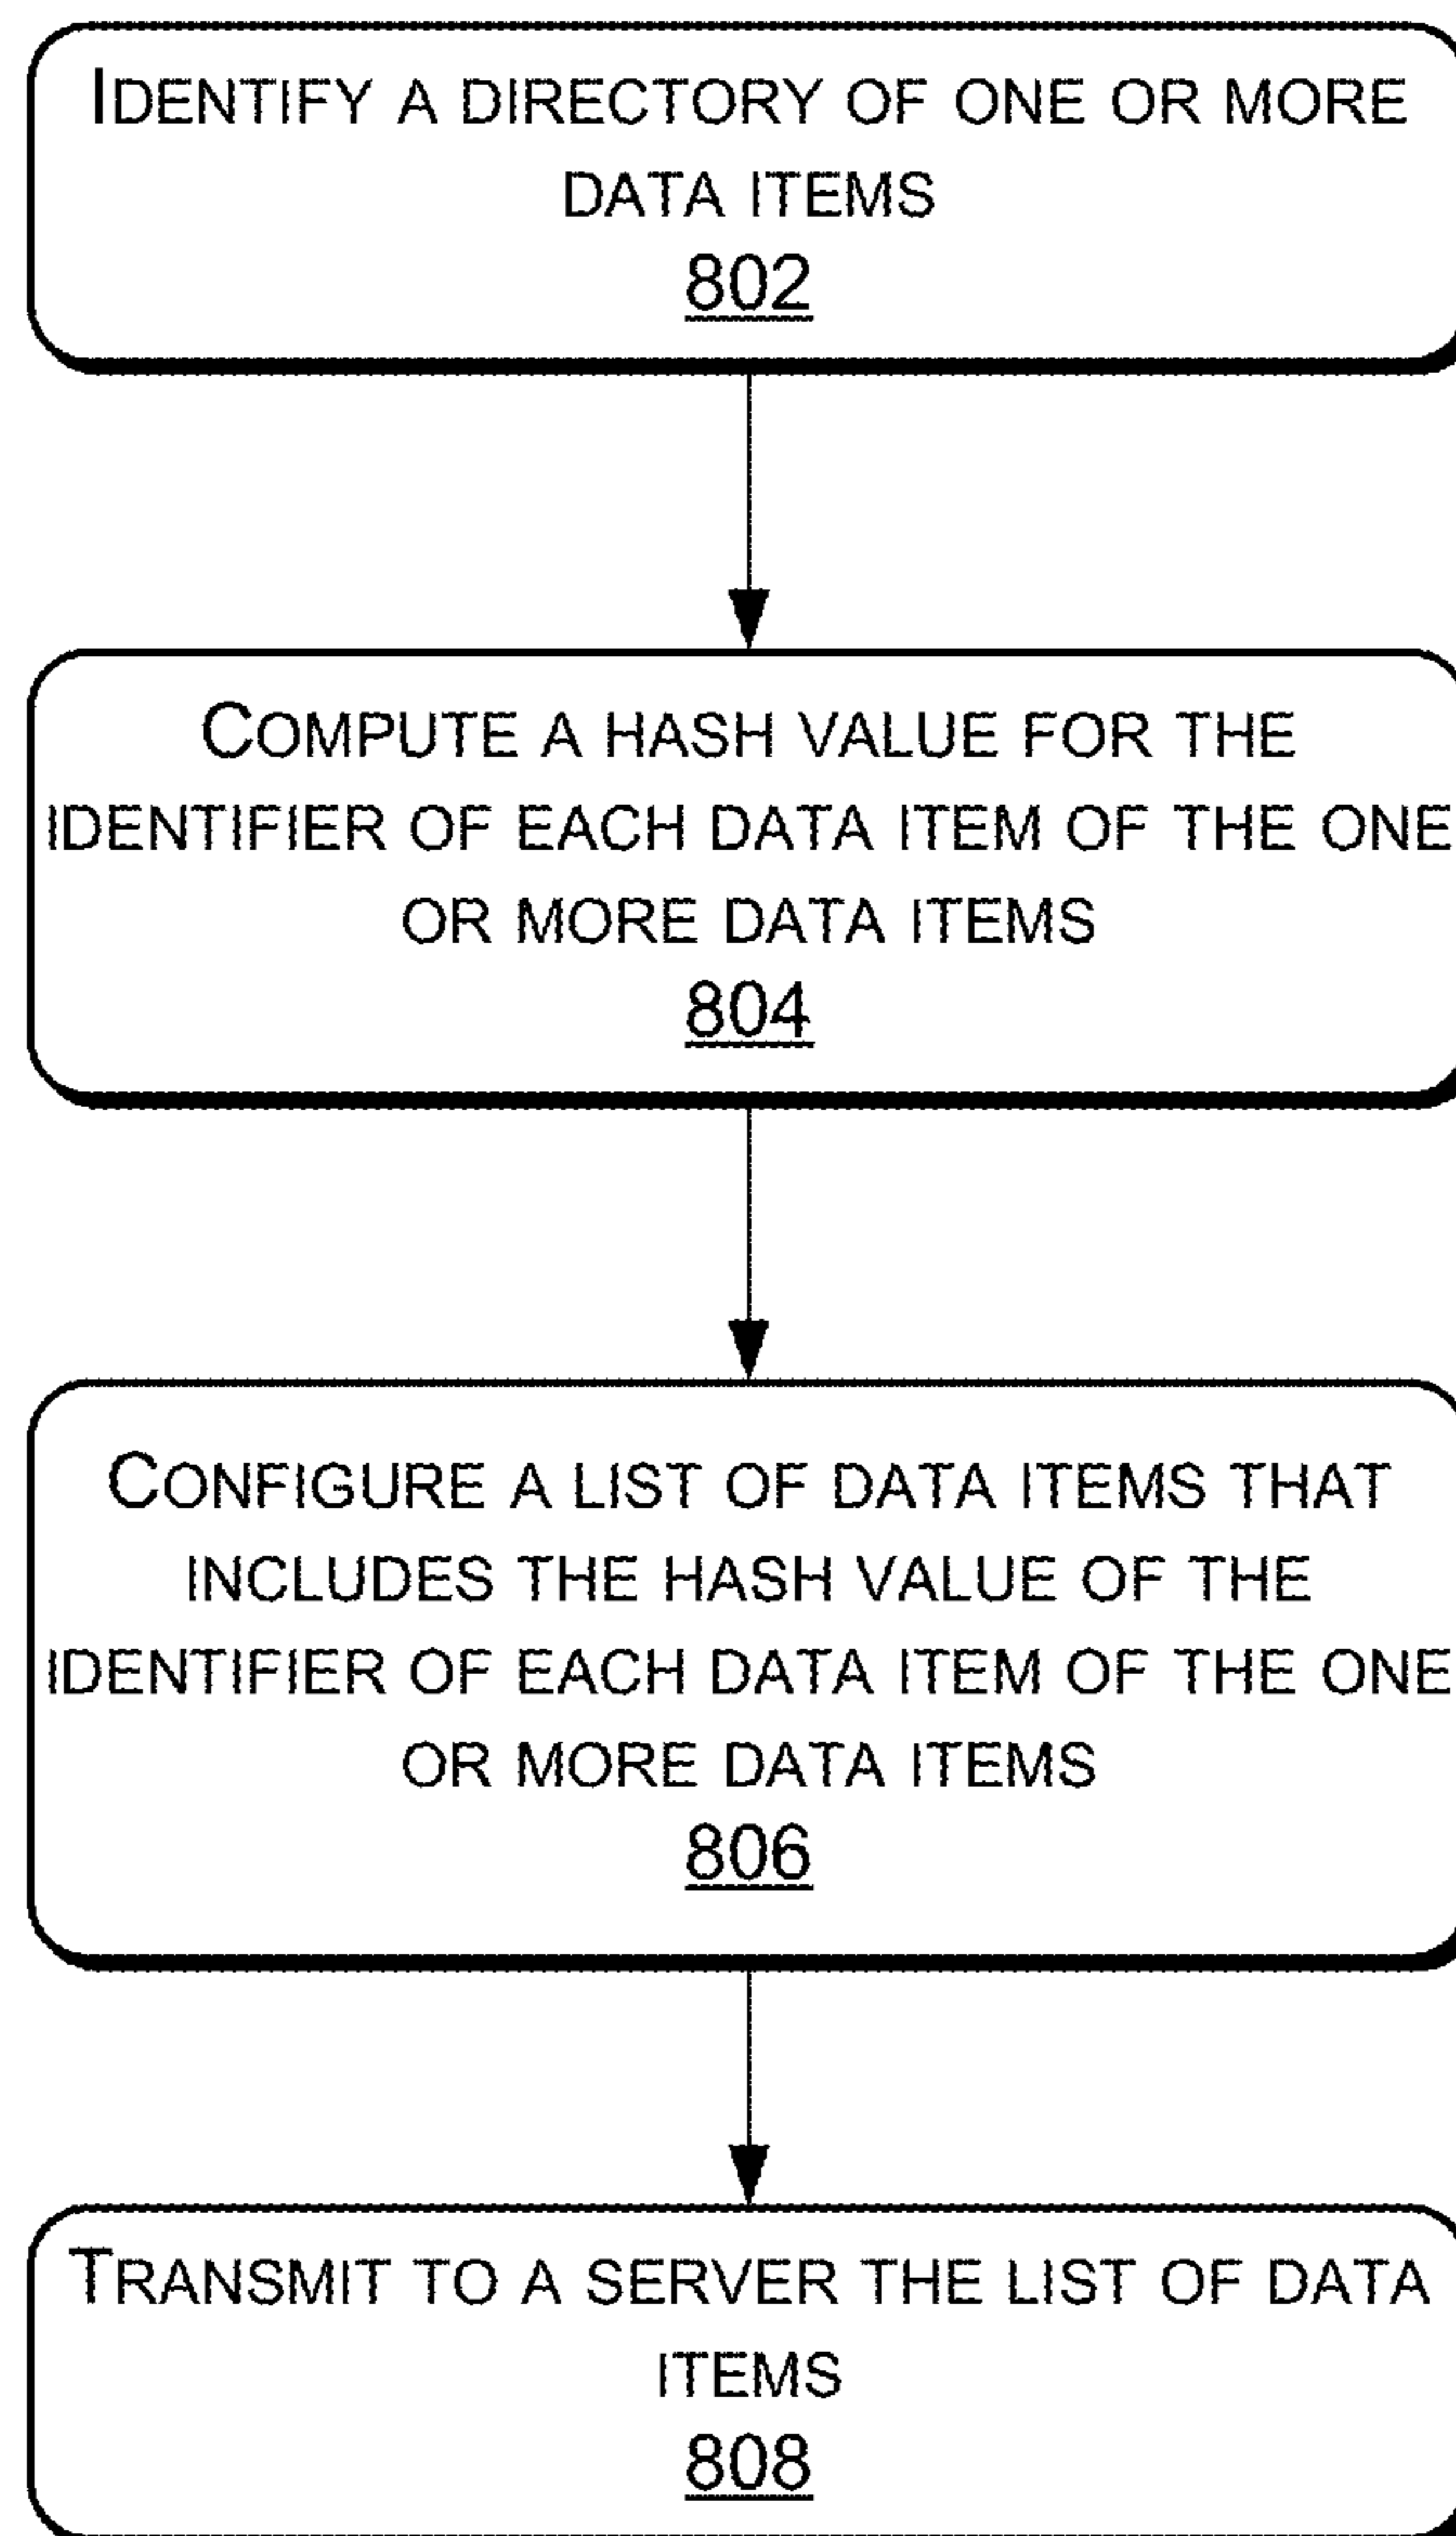 IDENTIFY A DIRECTORY OF ONE OR MORE
DATA ITEMS
802
COMPUTE A HASH VALUE FOR THE
IDENTIFIER OF EACH DATA ITEM OF THE ONE
OR MORE DATA ITEMS
804
CONFIGURE A LIST OF DATA ITEMS THAT
INCLUDES THE HASH VALUE OF THE
IDENTIFIER OF EACH DATA ITEM OF THE ONE
OR MORE DATA ITEMS
806
TRANSMIT TO A SERVER THE LIST OF DATA
ITEMS
808